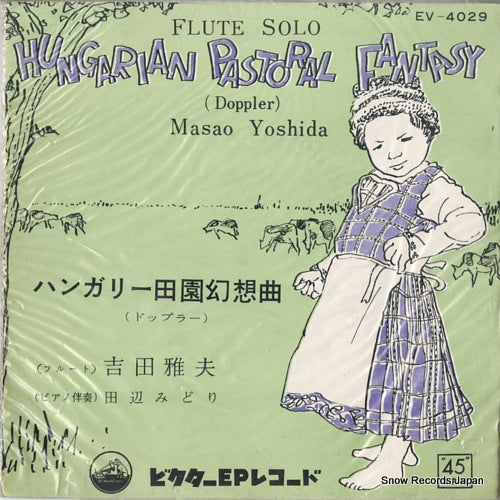 EV-4029
FLUTE SOLO
HUNGARIAN PASTORAL FANTASY
(Doppler)
Masao Yoshida
ハンガリー田園幻想曲
(ドップラー)
(フルート) 吉田雅夫
(ピアノ伴奏) 田辺みどり
ビクターEPレコード
"45"
Snow Records Japan